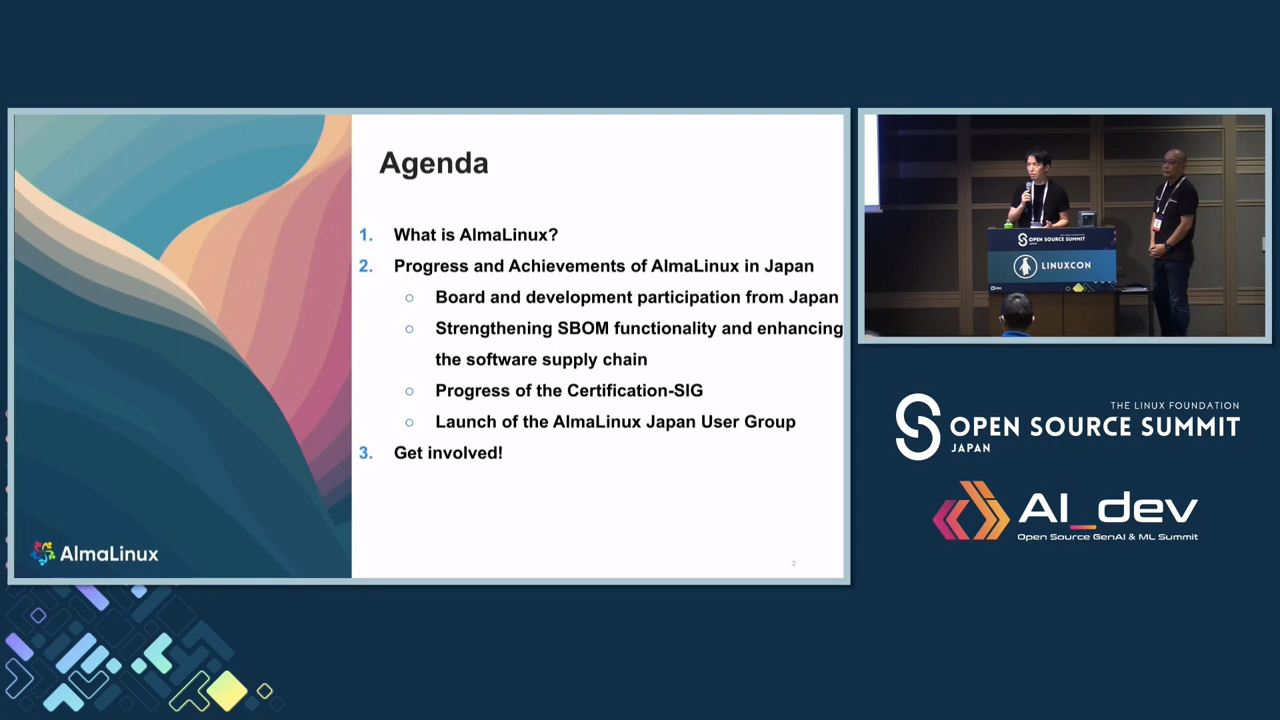 Agenda
1. What is AlmaLinux?
2. Progress and Achievements of AlmaLinux in Japan
○ Board and development participation from Japan
○ Strengthening SBOM functionality and enhancing
the software supply chain
○ Progress of the Certification-SIG
○ Launch of the AlmaLinux Japan User Group
3. Get involved!
AlmaLinux
2
OPEN SOURCE SUMMIT
LINUXCON
THE LINUX FOUNDATION
OPEN SOURCE SUMMIT
JAPAN
AI_dev
Open Source GenAI & ML Summit